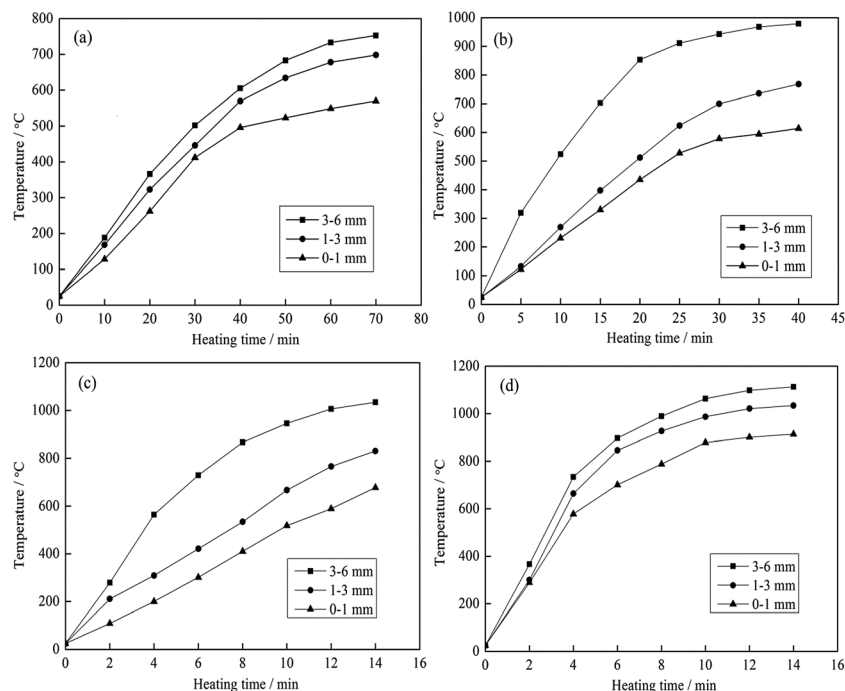 (a)
800
700
600
500
400
300
200
100
0
Temperature / °C
3-6 mm
1-3 mm
0-1 mm
0 10 20 30 40 50 60 70 80
Heating time / min
(b)
1000
900
800
700
600
500
400
300
200
100
0
Temperature / °C
3-6 mm
1-3 mm
0-1 mm
0 5 10 15 20 25 30 35 40 45
Heating time / min
(c)
1200
1000
800
600
400
200
0
Temperature / °C
3-6 mm
1-3 mm
0-1 mm
0 2 4 6 8 10 12 14 16
Heating time / min
(d)
1200
1000
800
600
400
200
0
Temperature / °C
3-6 mm
1-3 mm
0-1 mm
0 2 4 6 8 10 12 14 16
Heating time / min